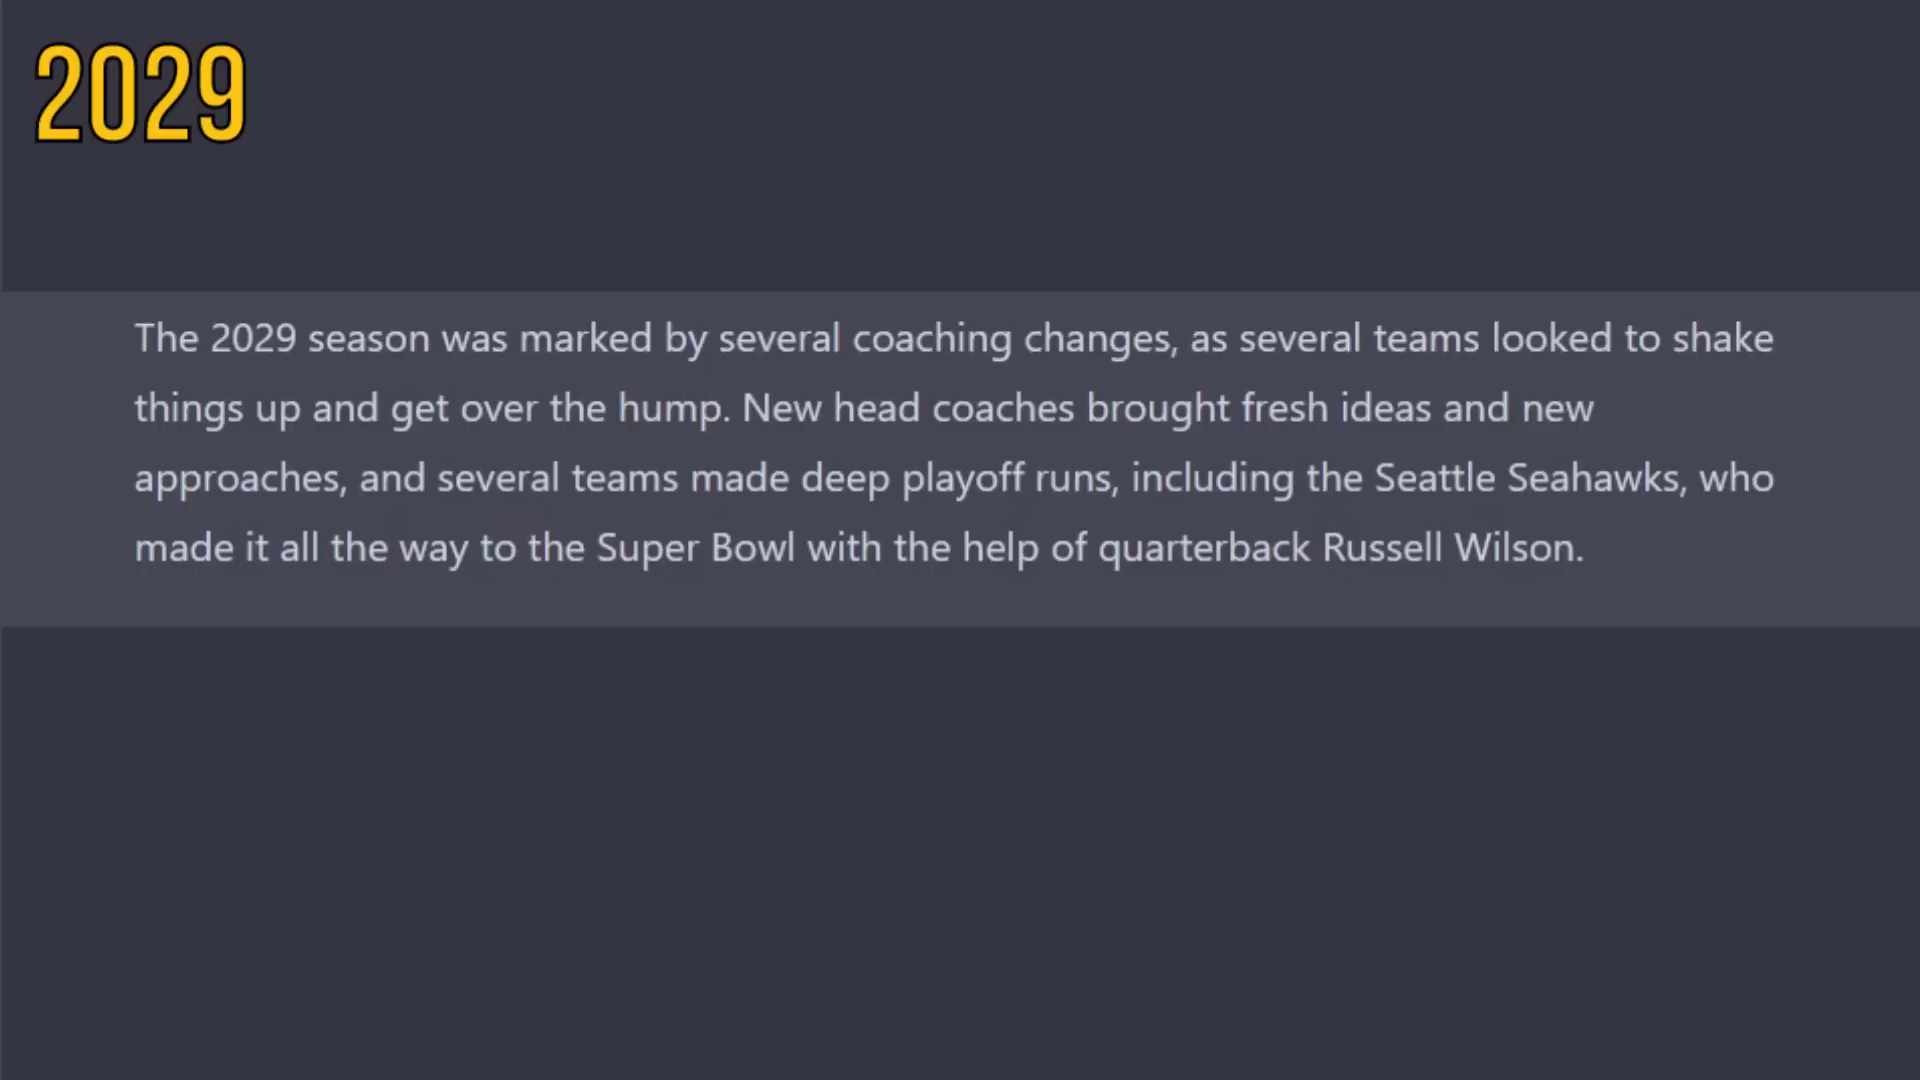 2029
The 2029 season was marked by several coaching changes, as several teams looked to shake
things up and get over the hump. New head coaches brought fresh ideas and new
approaches, and several teams made deep playoff runs, including the Seattle Seahawks, who
made it all the way to the Super Bowl with the help of quarterback Russell Wilson.